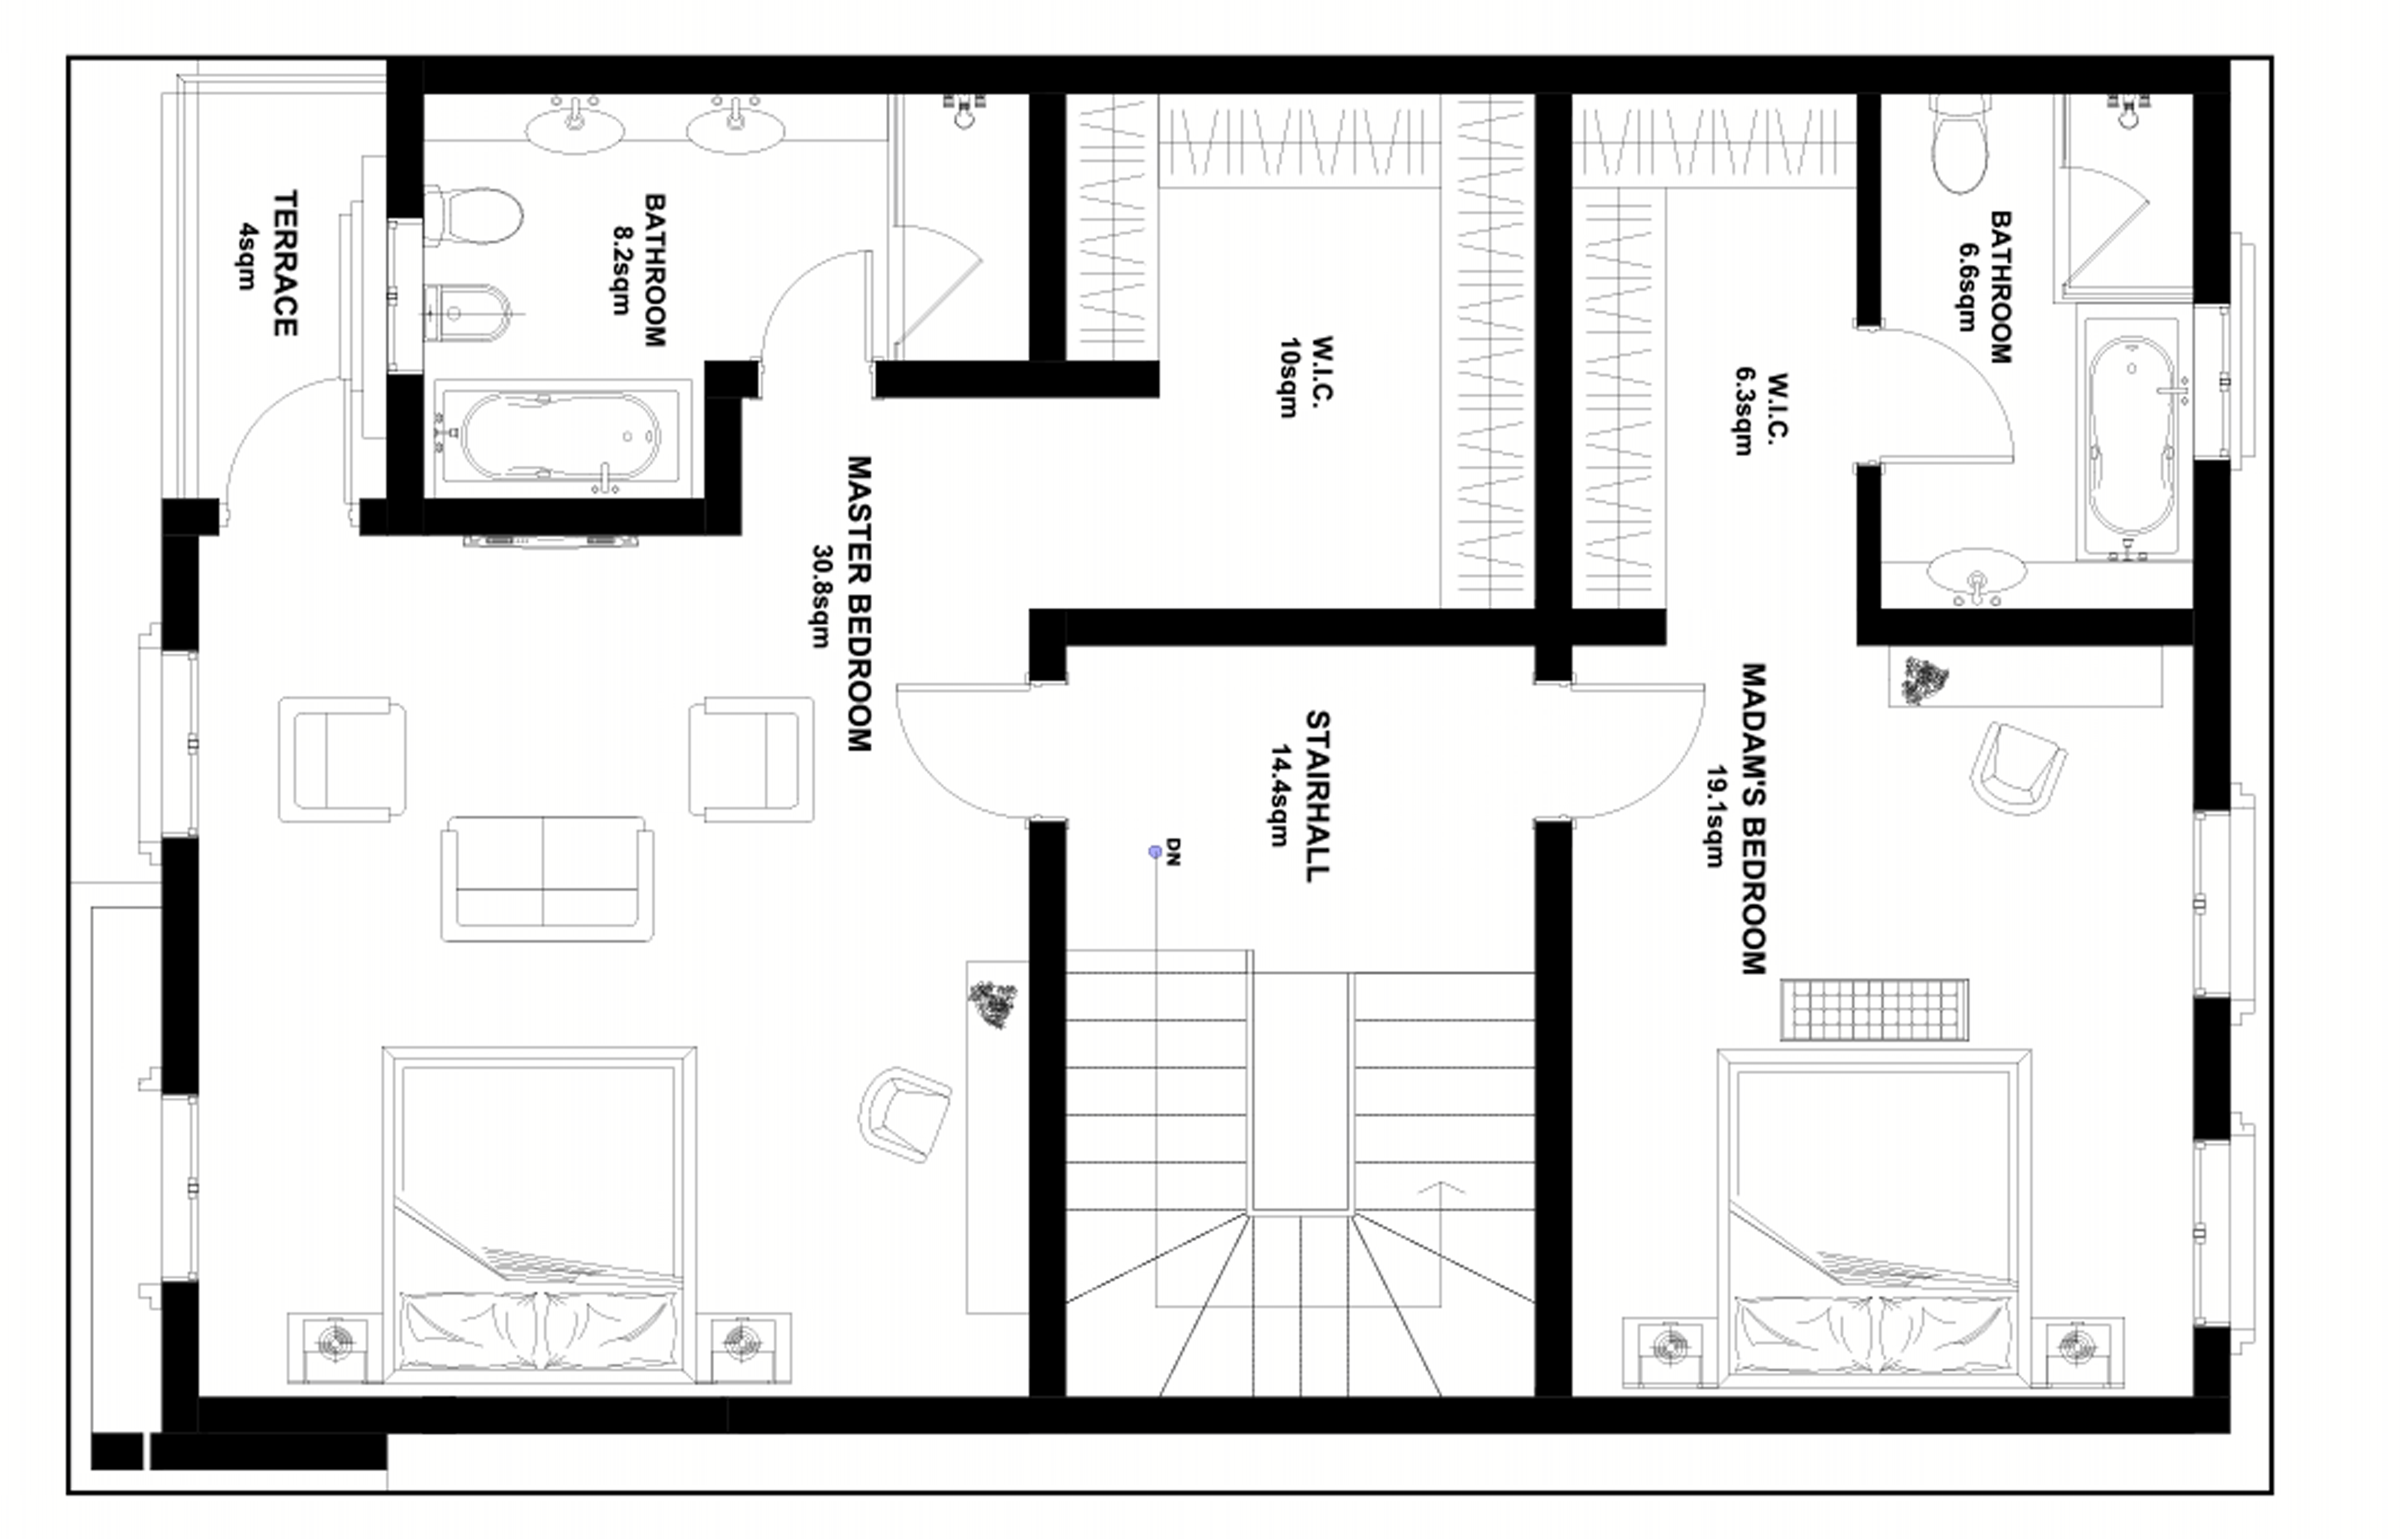 TERRACE
4sqm
BATHROOM
8.2sqm
MASTER BEDROOM
30.8sqm
W.I.C.
10sqm
STAIRHALL
14.4sqm
DN
W.I.C.
6.3sqm
BATHROOM
6.6sqm
MADAM'S BEDROOM
19.1sqm